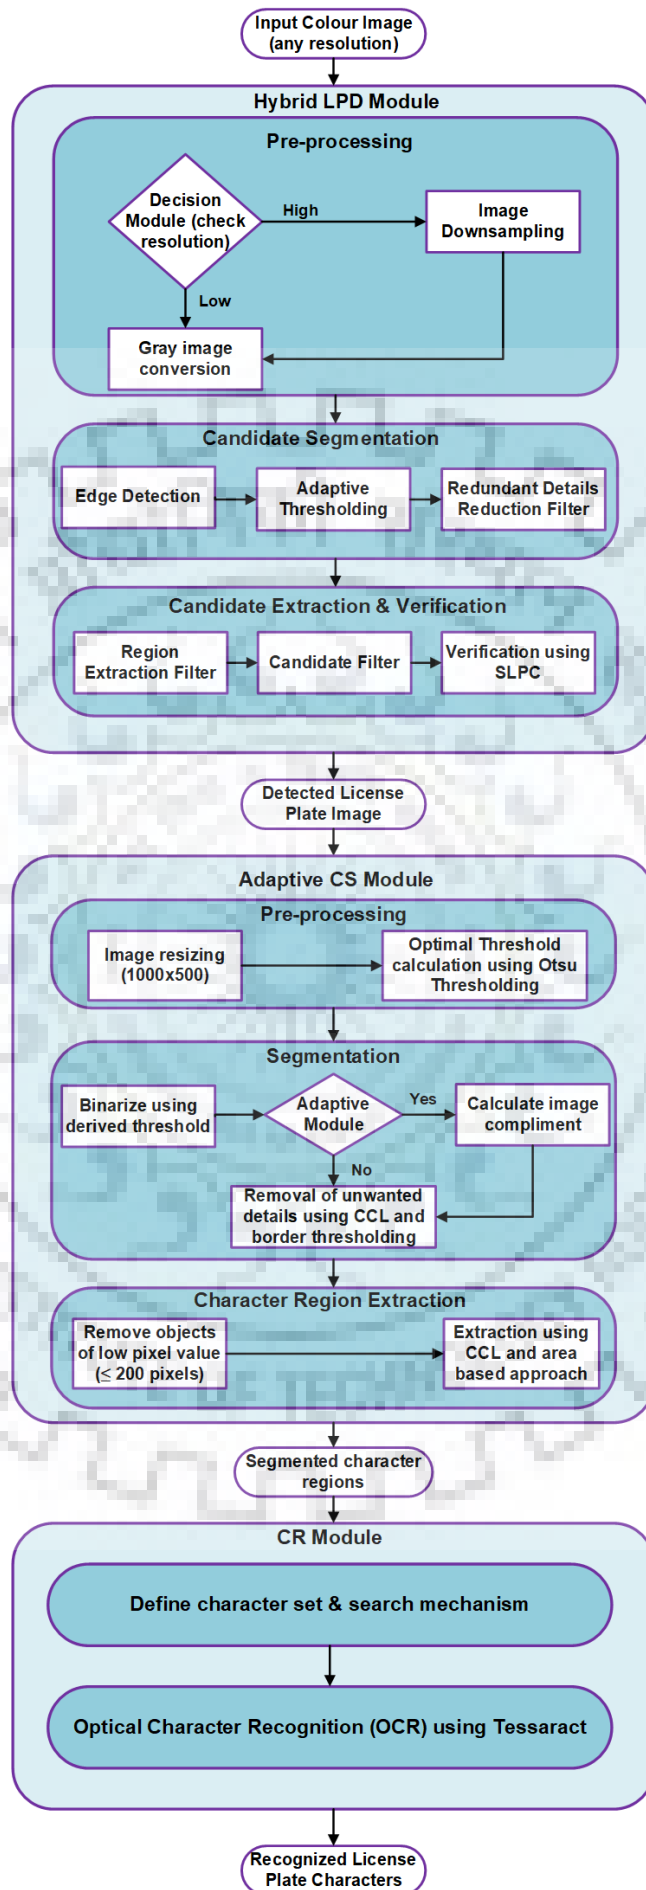 Input Colour Image
(any resolution)
Hybrid LPD Module
Pre-processing
Decision
Module (check
resolution)
High
Image
Downsampling
Low
Gray image
conversion
Candidate Segmentation
Edge Detection
Adaptive
Thresholding
Redundant Details
Reduction Filter
Candidate Extraction & Verification
Region
Extraction Filter
Candidate Filter
Verification using
SLPC
Detected License
Plate Image
Adaptive CS Module
Pre-processing
Image resizing
(1000x500)
Optimal Threshold
calculation using Otsu
Thresholding
Segmentation
Binarize using
derived threshold
Adaptive
Module
Yes
Calculate image
compliment
No
Removal of unwanted
details using CCL and
border thresholding
Character Region Extraction
Remove objects
of low pixel value
(≤ 200 pixels)
Extraction using
CCL and area
based approach
Segmented character
regions
CR Module
Define character set & search mechanism
Optical Character Recognition (OCR) using Tessaract
Recognized License
Plate Characters